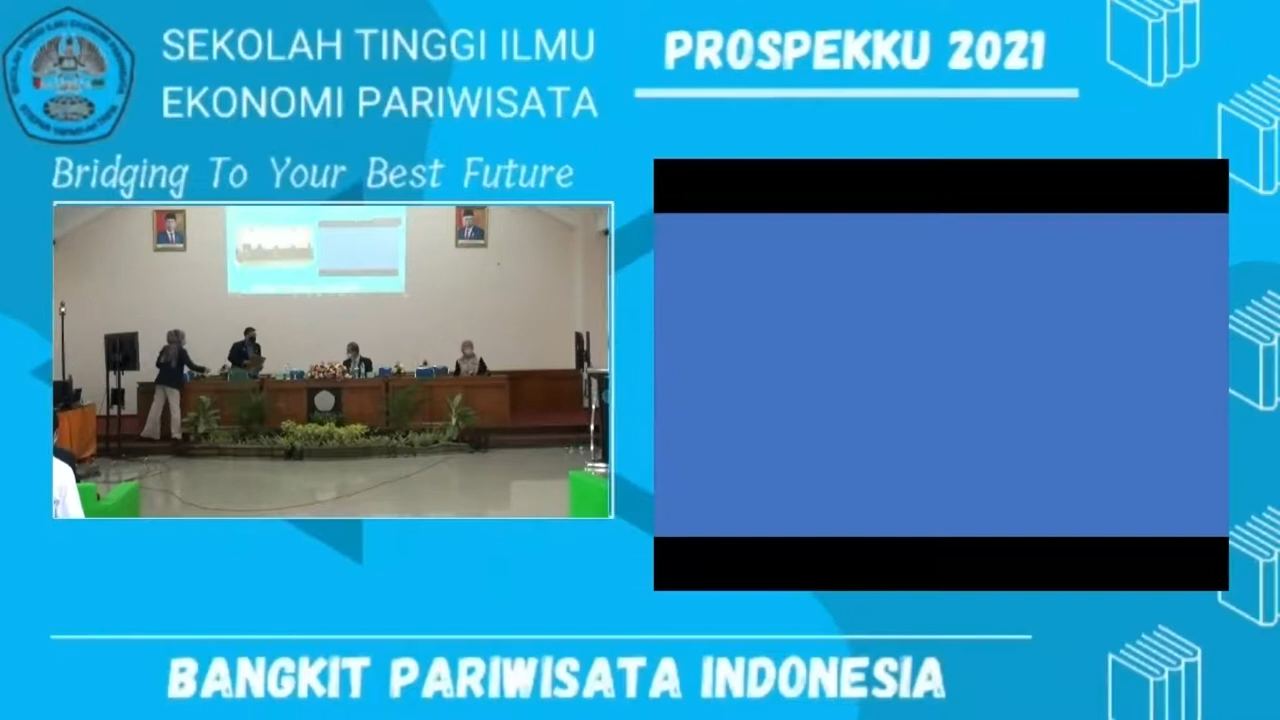 SEKOLAH TINGGI ILMU
EKONOMI PARIWISATA
Bridging To Your Best Future
PROSPEKKU 2021
BANGKIT PARIWISATA INDONESIA